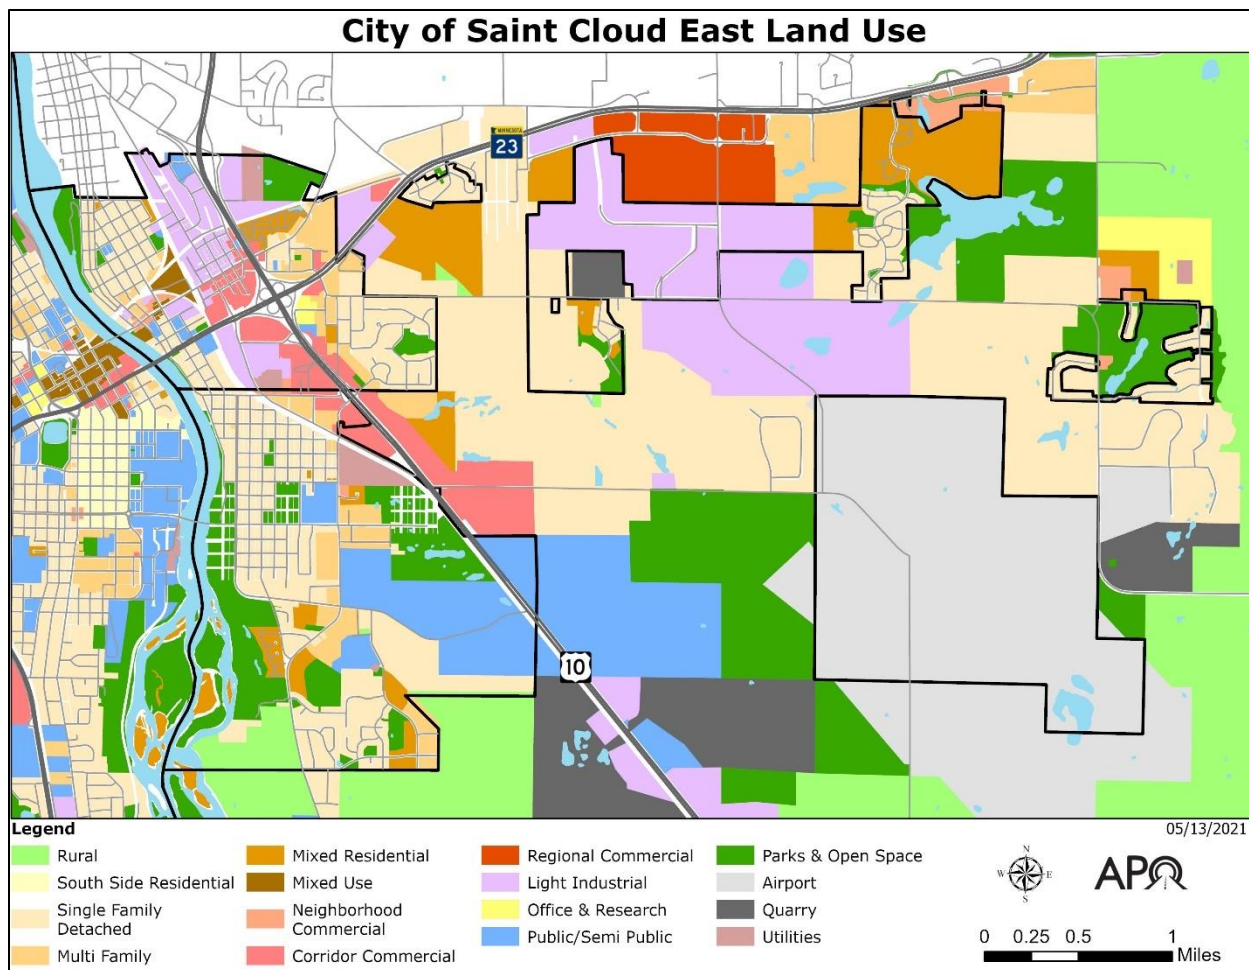 City of Saint Cloud East Land Use
MINNESOTA
23
10
Legend
05/13/2021
Rural
South Side Residential
Single Family
Detached
Multi Family
Mixed Residential
Mixed Use
Neighborhood
Commercial
Corridor Commercial
Regional Commercial
Light Industrial
Office & Research
Public/Semi Public
Parks & Open Space
Airport
Quarry
Utilities
N
W E
S
APO
0 0.25 0.5 1
Miles